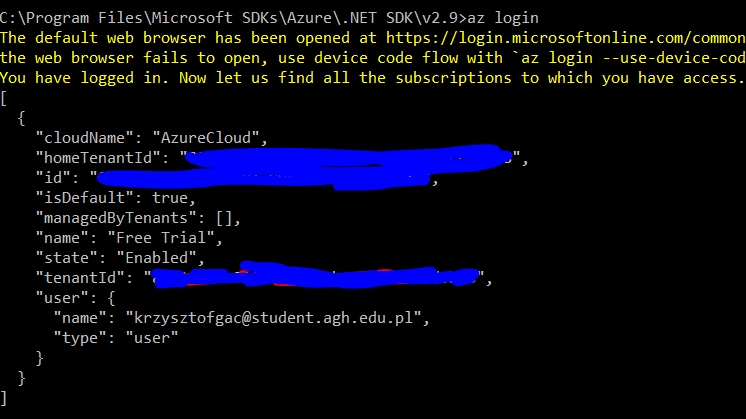 C:\Program Files\Microsoft SDKs\Azure\.NET SDK\v2.9>az login
The default web browser has been opened at https://login.microsoftonline.com/common
the web browser fails to open, use device code flow with `az login --use-device-cod
You have logged in. Now let us find all the subscriptions to which you have access.
[
  {
    "cloudName": "AzureCloud",
    "homeTenantId": "",
    "id": "
    "isDefault": true,
    "managedByTenants": [],
    "name": "Free Trial",
    "state": "Enabled",
    "tenantId": "",
    "user": {
      "name": "krzysztofgac@student.agh.edu.pl",
      "type": "user"
    }
  }
]